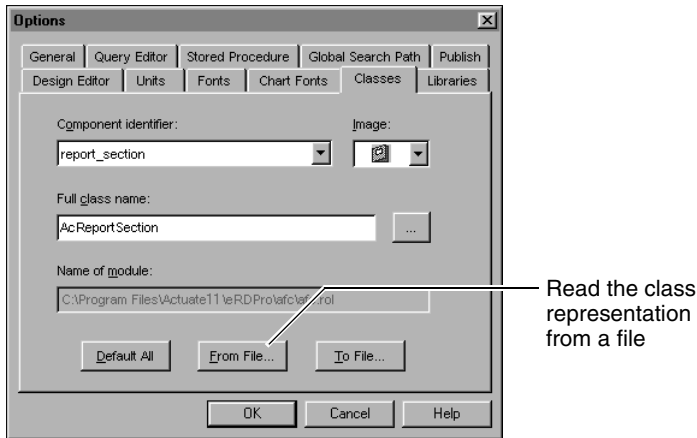 Options
General Query Editor Stored Procedure Global Search Path Publish
Design Editor Units Fonts Chart Fonts Classes Libraries
Component identifier: Image:
report_section
Full class name:
AcReportSection ...
Name of module:
C:\Program Files\Actuate11\eRDPro\afc\afc.rol
Default All From File... To File...
OK Cancel Help
Read the class
representation
from a file